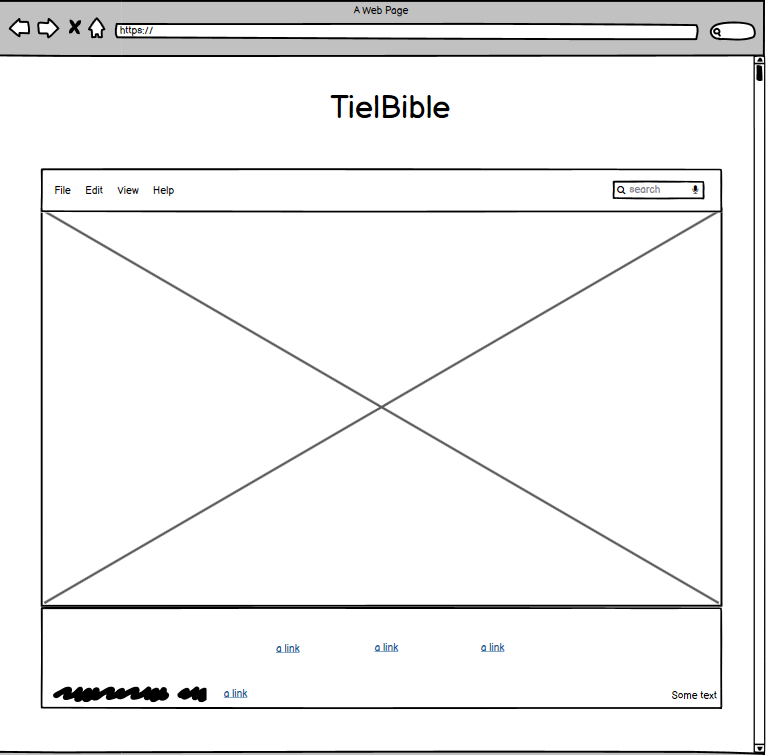 A Web Page
https://
TielBible
File Edit View Help search
a link a link a link
a link Some text